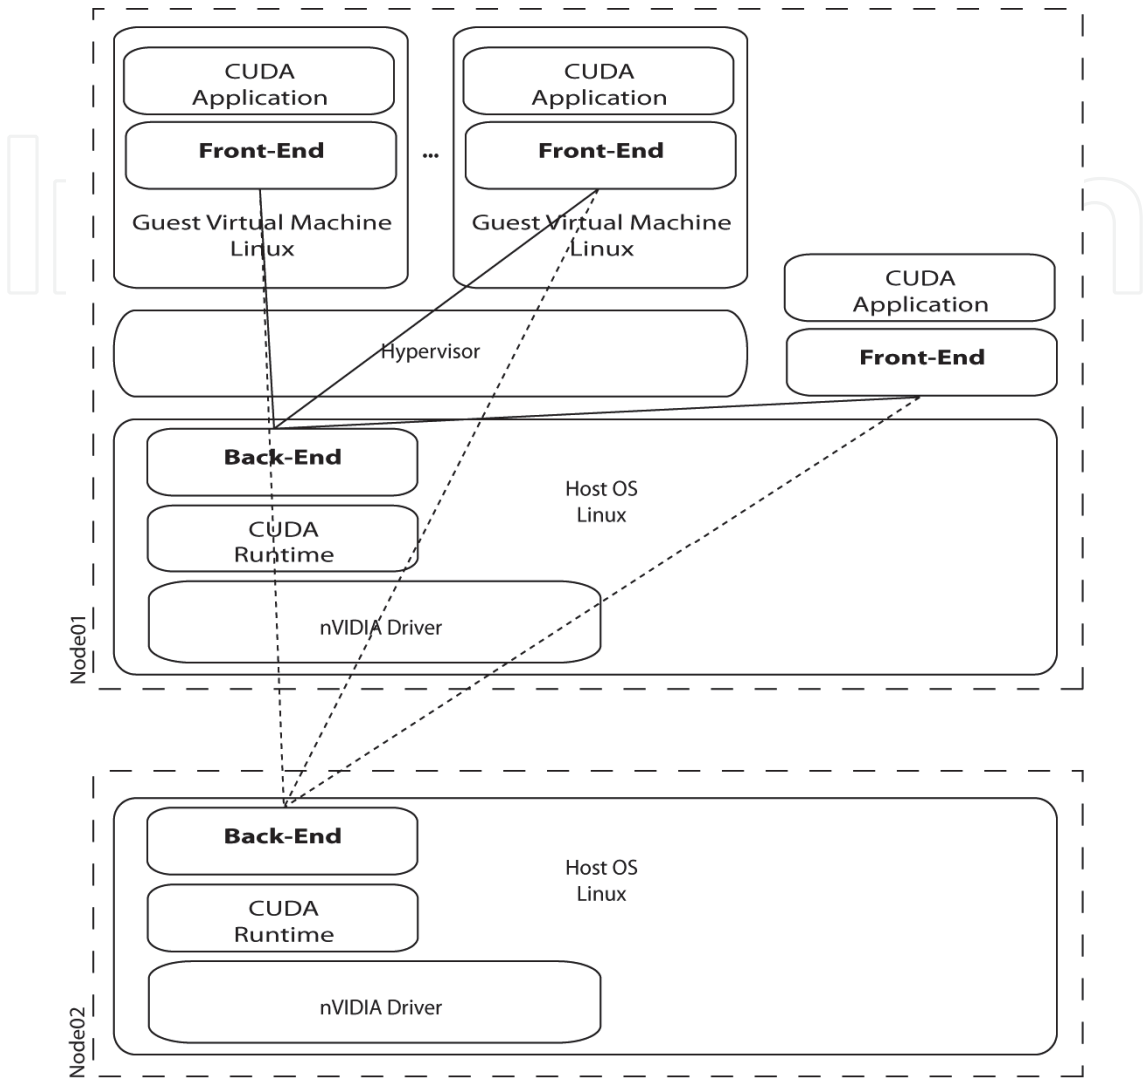 CUDA
Application
Front-End
Guest Virtual Machine
Linux
...
CUDA
Application
Front-End
Guest Virtual Machine
Linux
CUDA
Application
Front-End
Hypervisor
Back-End
CUDA
Runtime
nVIDIA Driver
Host OS
Linux
Node01
Back-End
CUDA
Runtime
nVIDIA Driver
Host OS
Linux
Node02